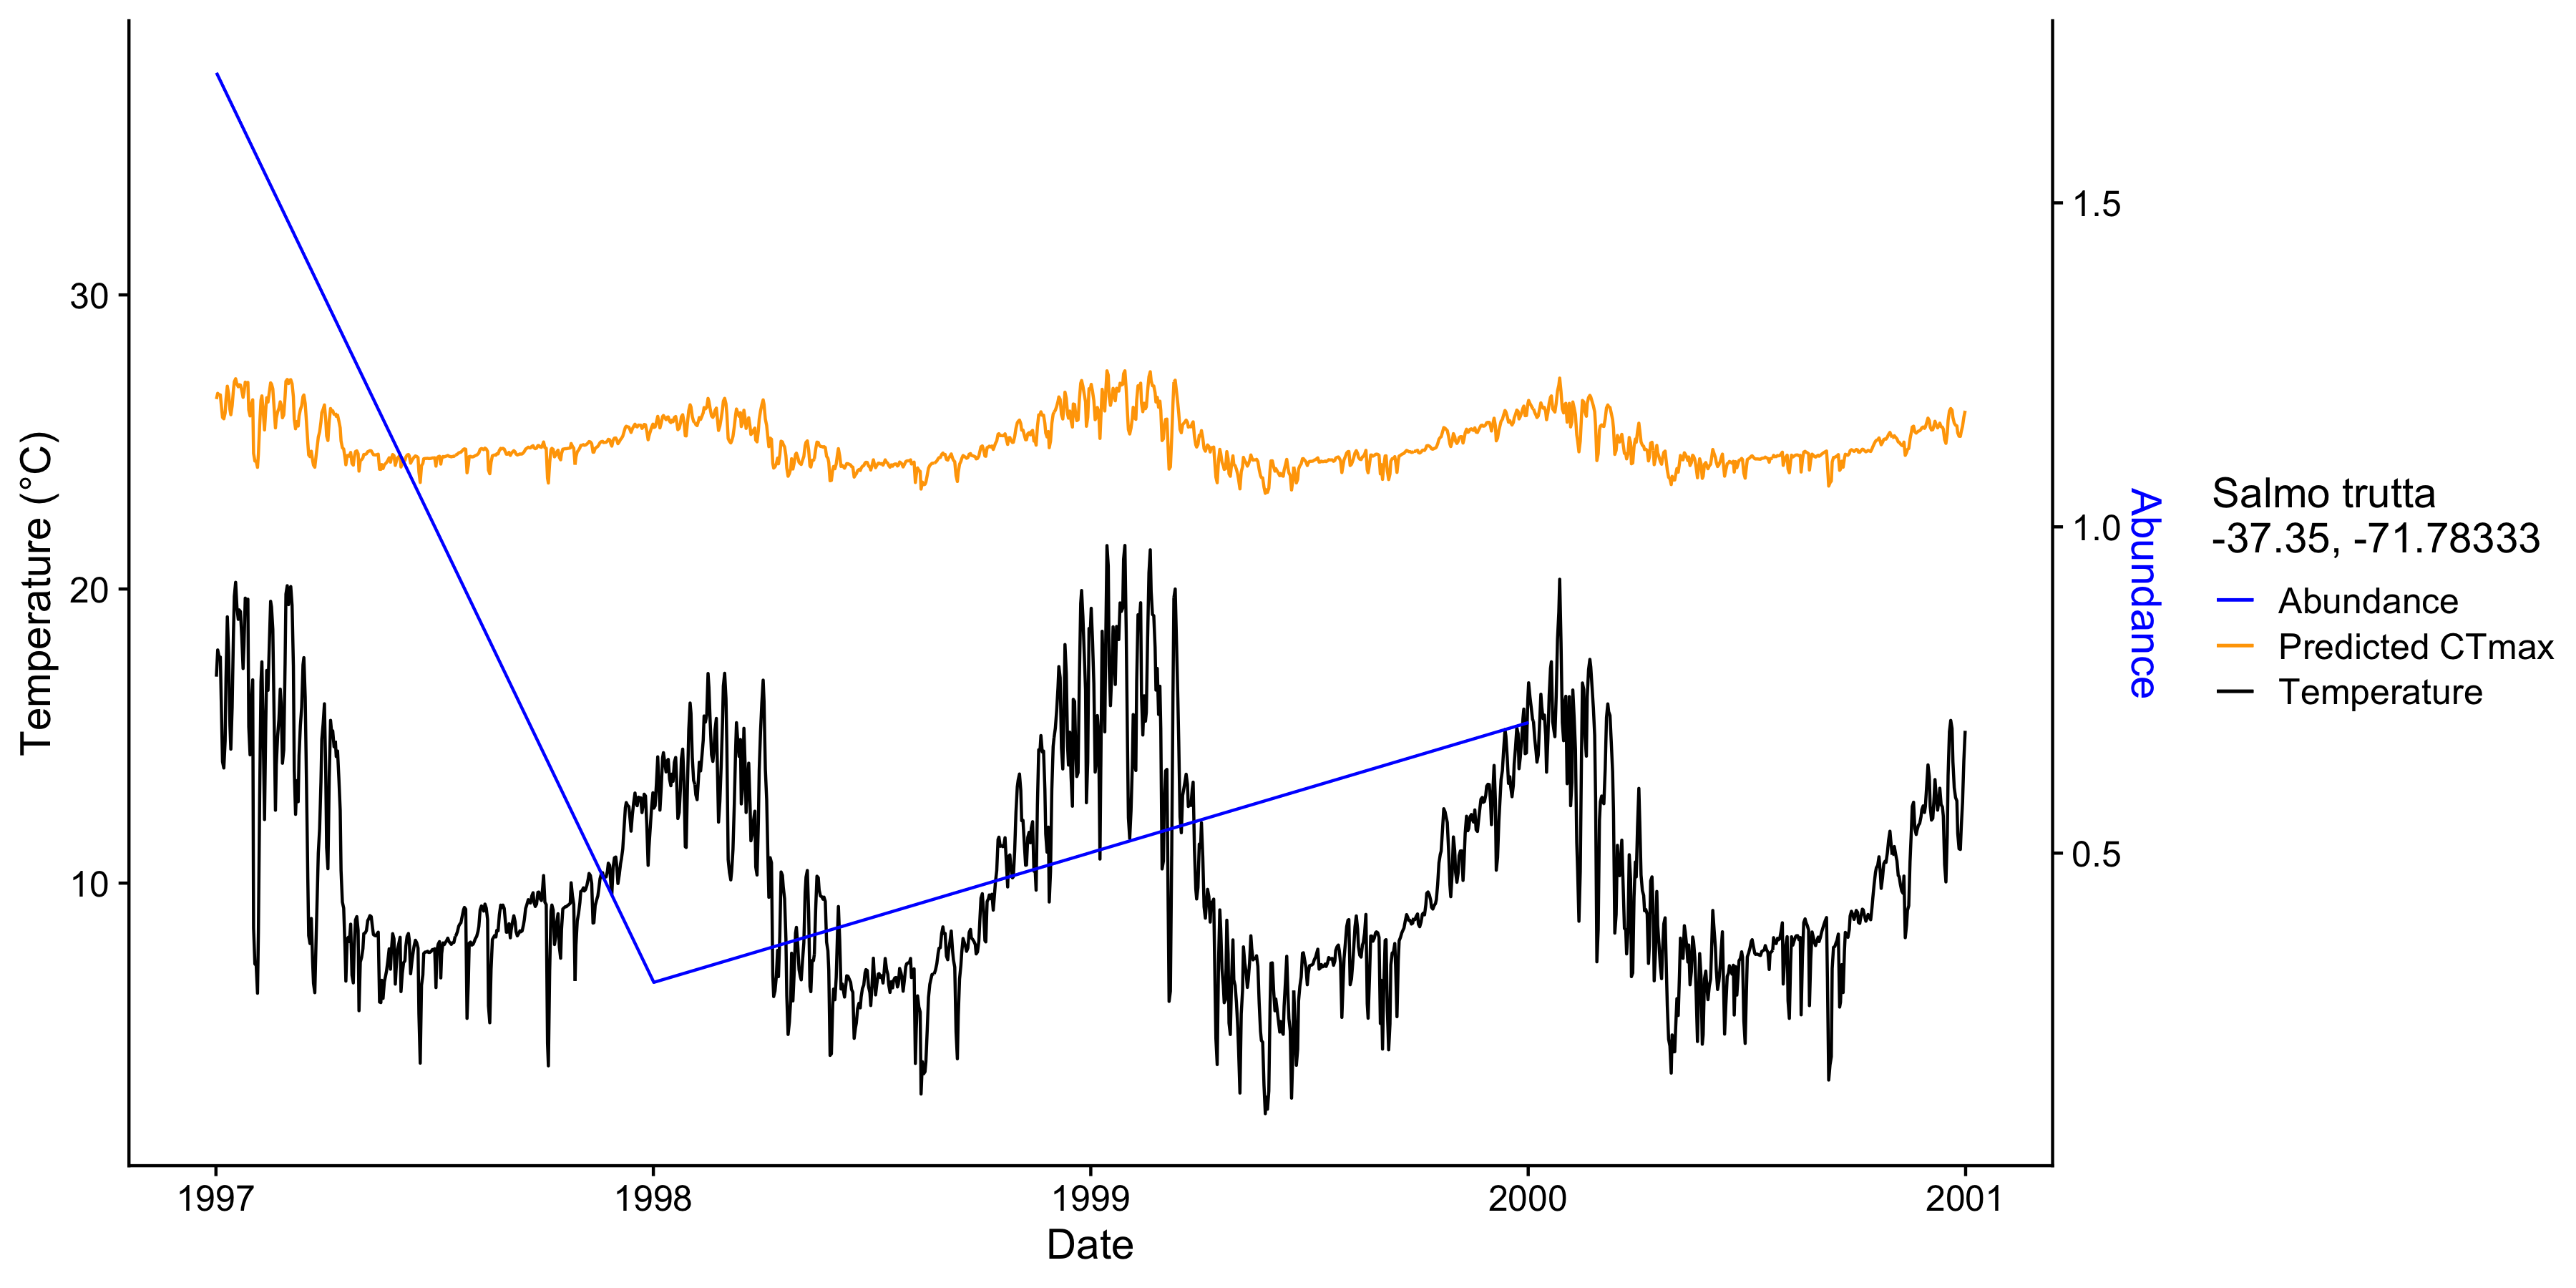 30
20
10
Temperature (°C)
1997
1998
1999
2000
2001
Date
1.5
1.0
0.5
Abundance
Salmo trutta
-37.35, -71.78333
Abundance
Predicted CTmax
Temperature